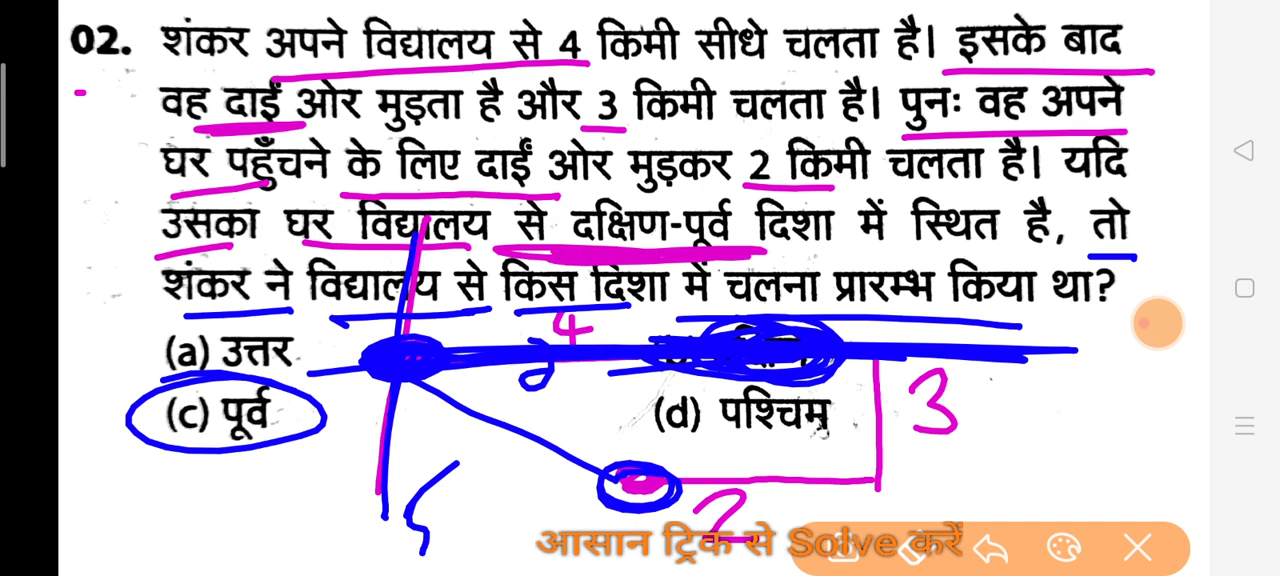 02. शंकर अपने विद्यालय से 4 किमी सीधे चलता है। इसके बाद
वह दाईं ओर मुड़ता है और 3 किमी चलता है। पुनः वह अपने
घर पहुँचने के लिए दाईं ओर मुड़कर 2 किमी चलता है। यदि
उसका घर विद्यालय से दक्षिण-पूर्व दिशा में स्थित है, तो
शंकर ने विद्यालय से किस दिशा में चलना प्रारम्भ किया था?
4
(a) उत्तर
(c) पूर्व
(d) पश्चिम
3
2
आसान ट्रिक से Solve करें